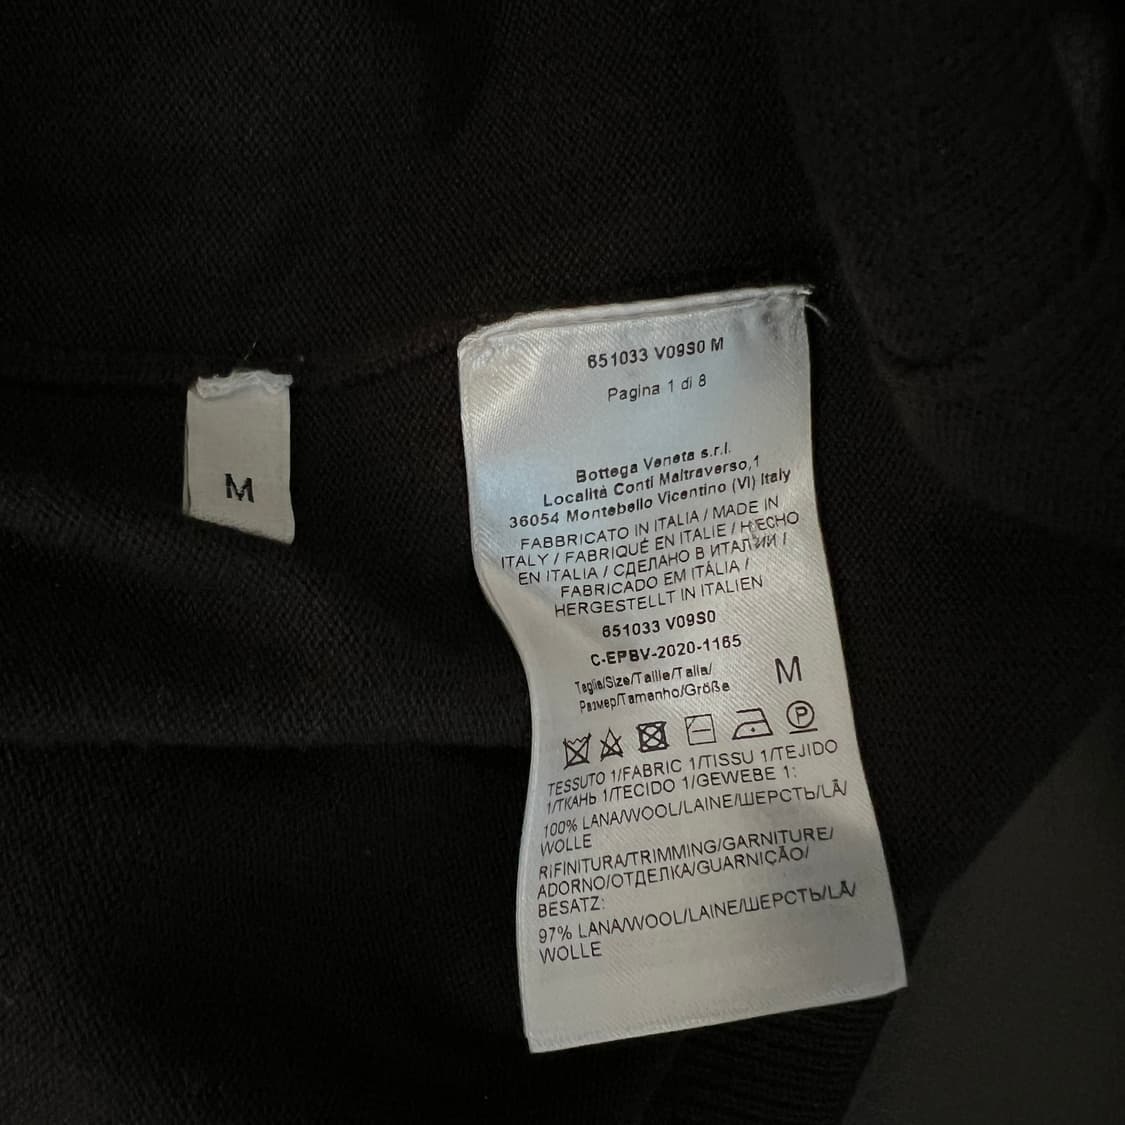 M
651033 V09S0 M
Pagina 1 di 8
Bottega Veneta s.r.l.
Località Conti Maltraverso,1
36054 Montebello Vicentino (VI) Italy
FABBRICATO IN ITALIA / MADE IN
ITALY / FABRIQUÉ EN ITALIE / HECHO
EN ITALIA / СДЕЛАНО В ИТАЛИИ /
FABRICADO EM ITÁLIA /
HERGESTELLT IN ITALIEN
651033 V09S0
C-EPBV-2020-1165
Taglia/Size/Taille/Talla/
Размер/Tamanho/Größe
M
P
TESSUTO 1/FABRIC 1/TISSU 1/TEJIDO
1/ТКАНЬ 1/TECIDO 1/GEWEBE 1:
100% LANA/WOOL/LAINE/ШЕРСТЬ/LÃ/
WOLLE
RIFINITURA/TRIMMING/GARNITURE/
ADORNO/ОТДЕЛКА/GUARNIÇÃO/
BESATZ:
97% LANA/WOOL/LAINE/ШЕРСТЬ/LÃ/
WOLLE